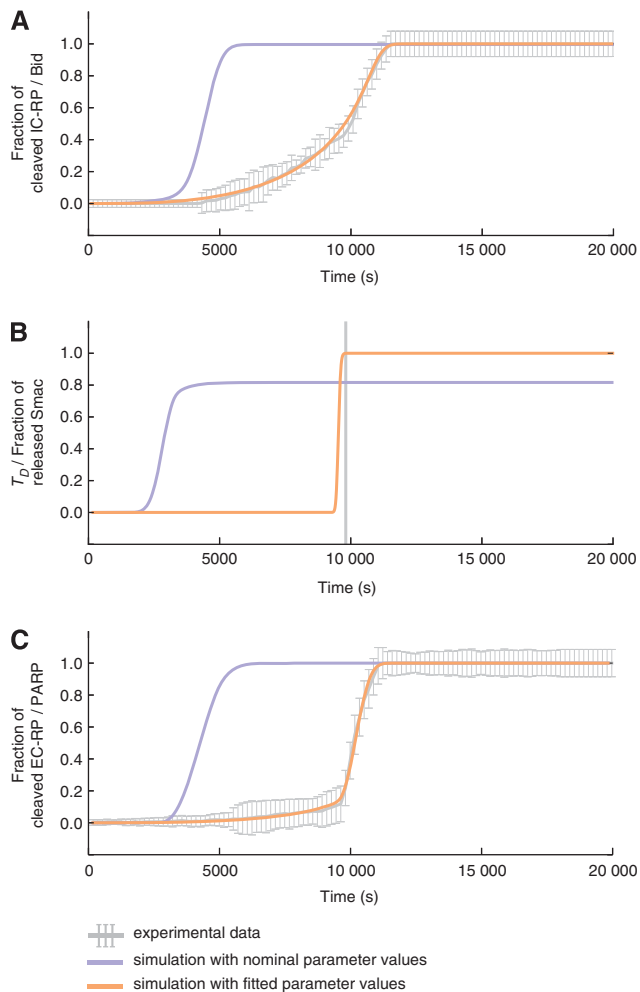 A
Fraction of
cleaved IC-RP / Bid
1.0
0.8
0.6
0.4
0.2
0.0
0 5000 10 000 15 000 20 000
Time (s)
B
T_D / Fraction of
released Smac
1.0
0.8
0.6
0.4
0.2
0.0
0 5000 10 000 15 000 20 000
Time (s)
C
Fraction of
cleaved EC-RP / PARP
1.0
0.8
0.6
0.4
0.2
0.0
0 5000 10 000 15 000 20 000
Time (s)
experimental data
simulation with nominal parameter values
simulation with fitted parameter values